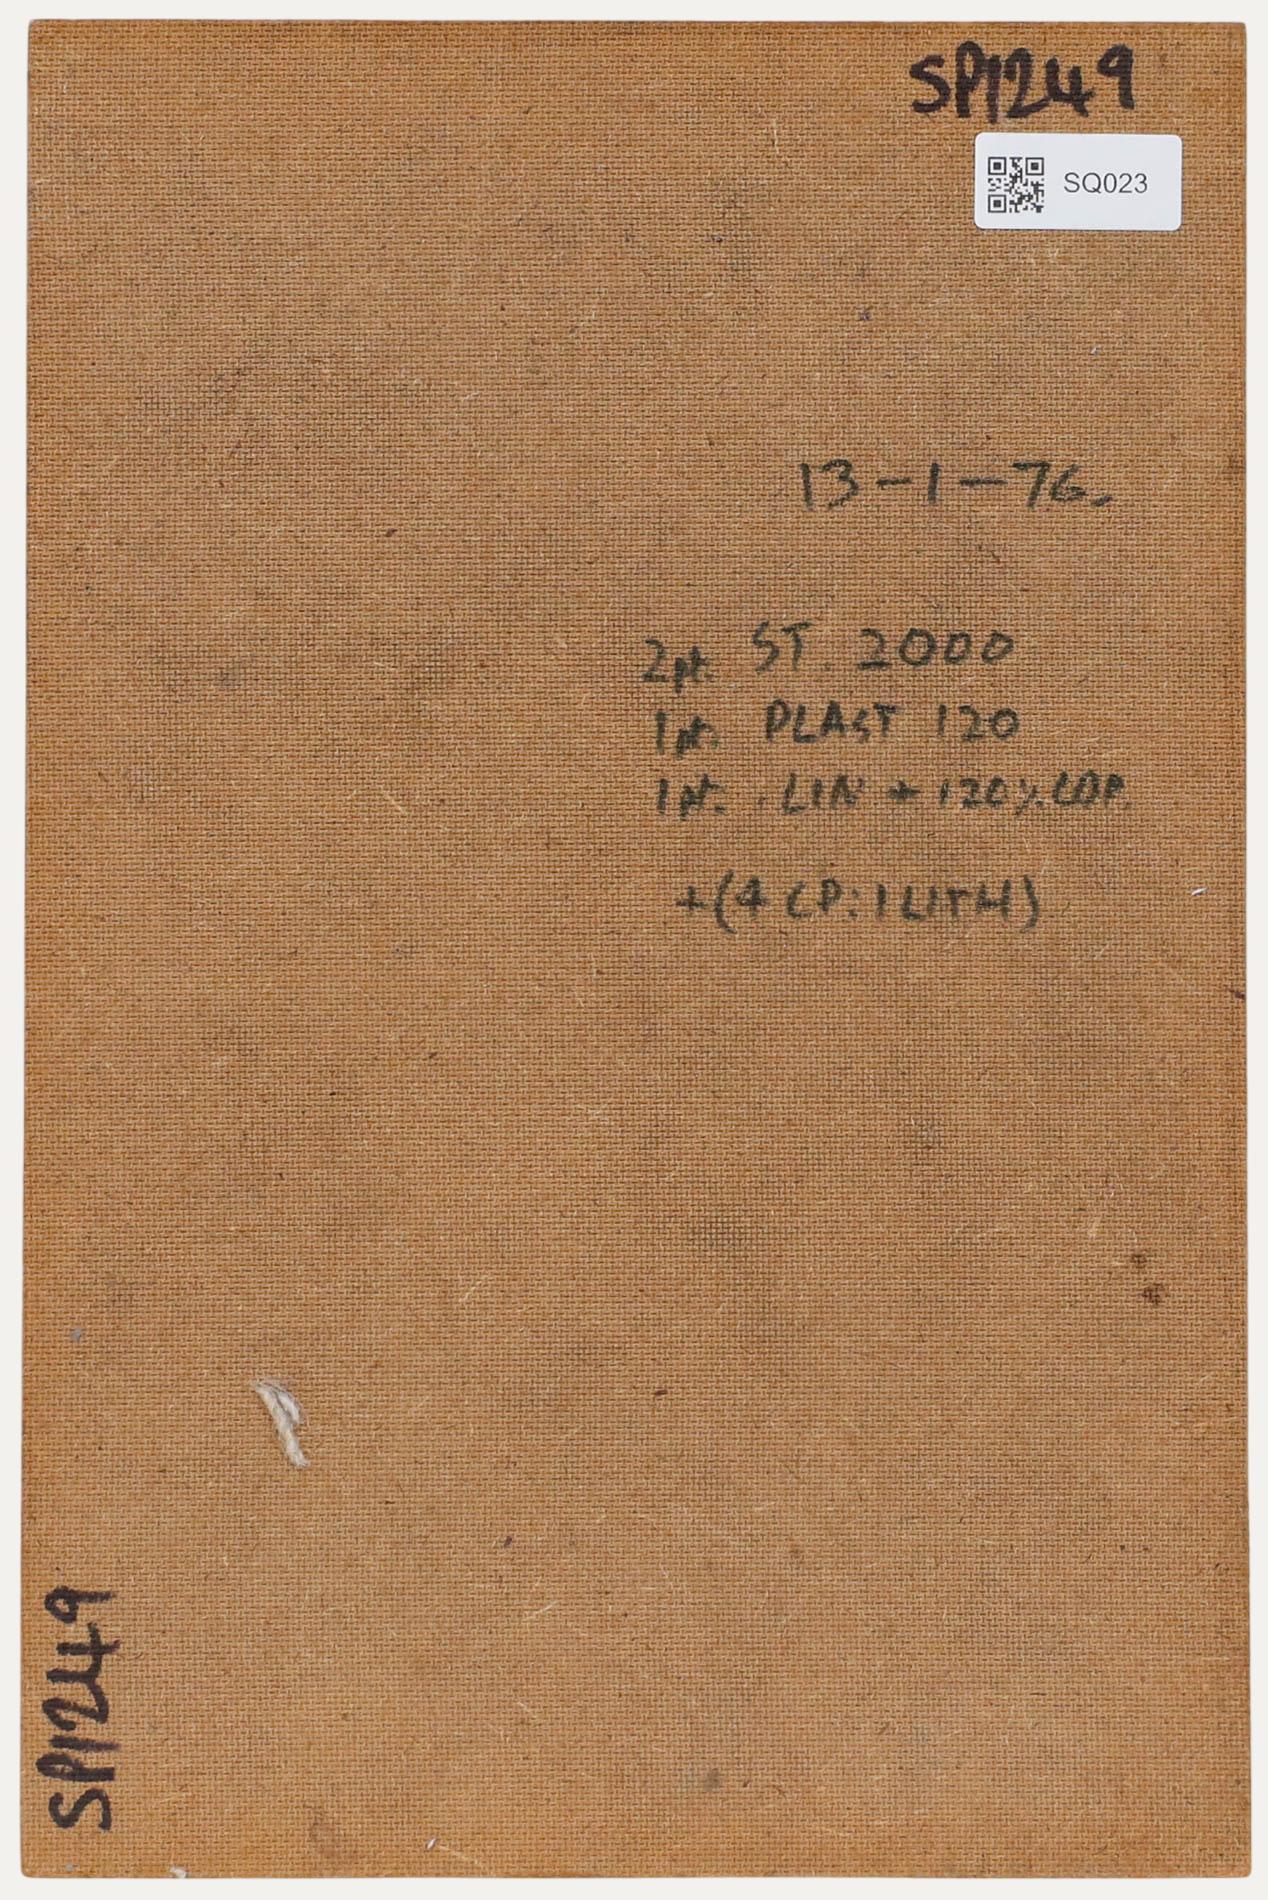 SP1249
SQ023
13-1-76.
2pt. ST. 2000
1pt. PLAST 120
1pt. LIN + 120%.
+(4 CP:1 LITH)
SP1249